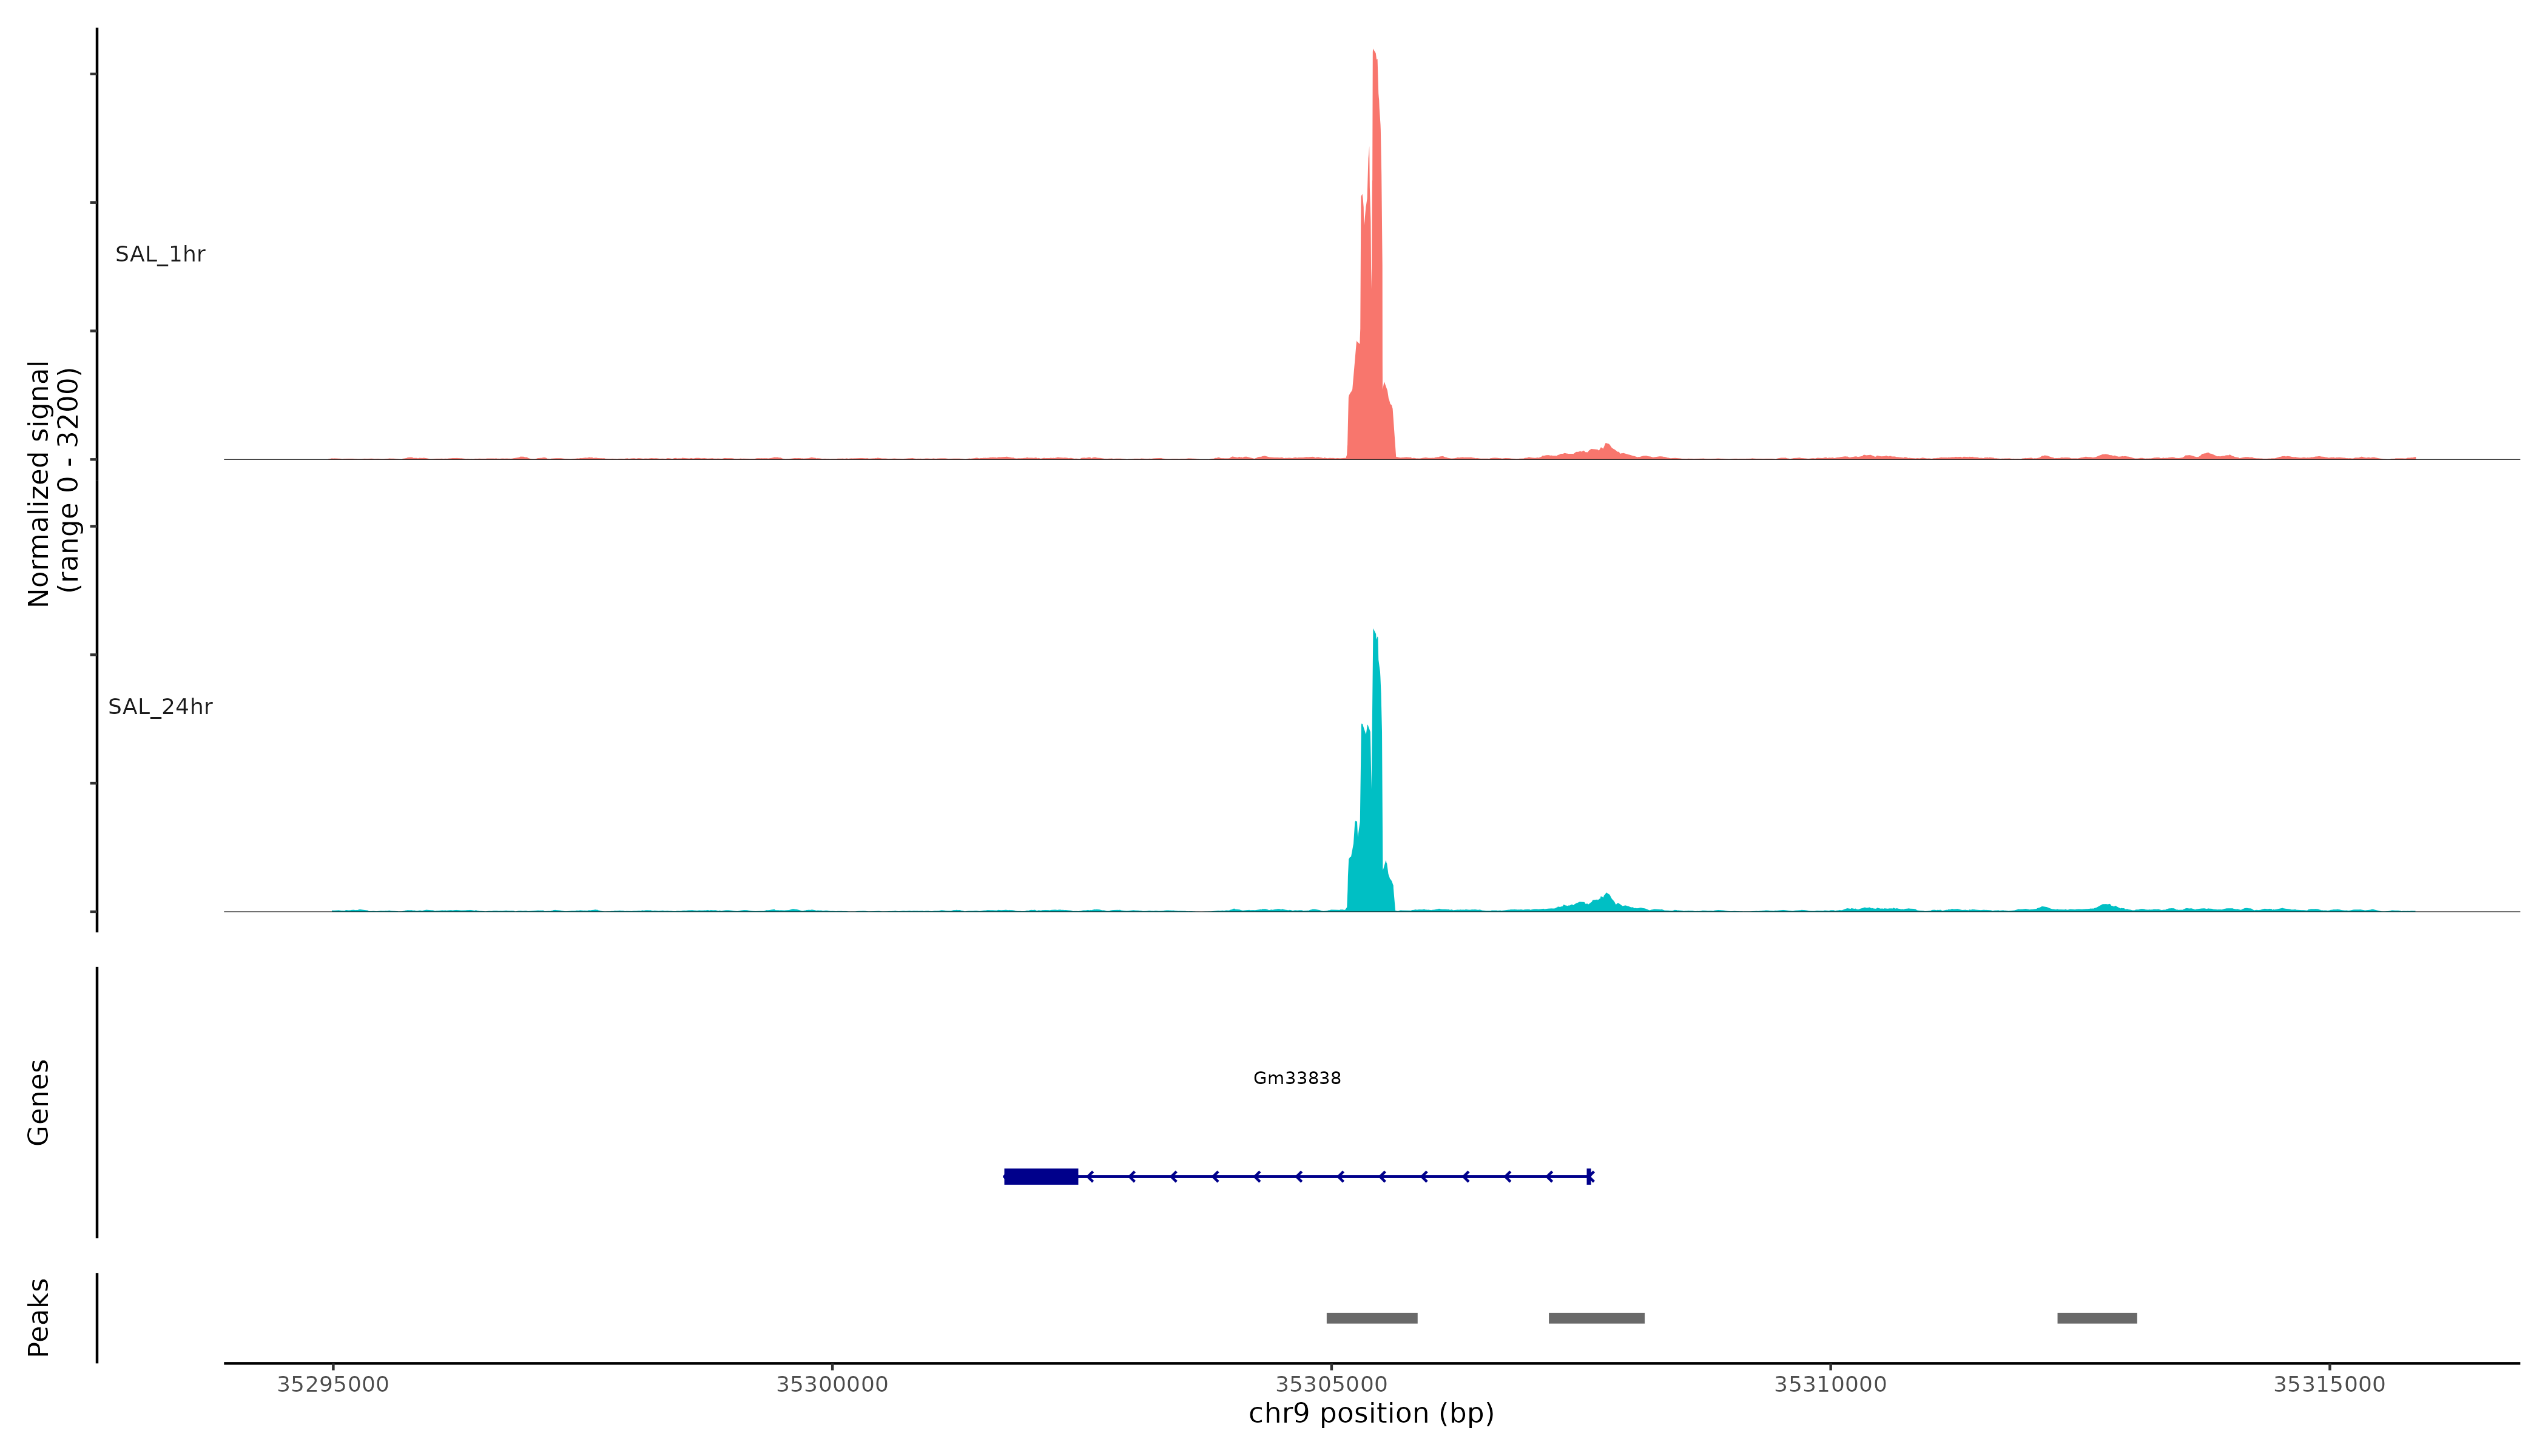 Normalized signal
(range 0 - 3200)
SAL_1hr
SAL_24hr
Genes
Gm33838
Peaks
35295000 35300000 35305000 35310000 35315000
chr9 position (bp)